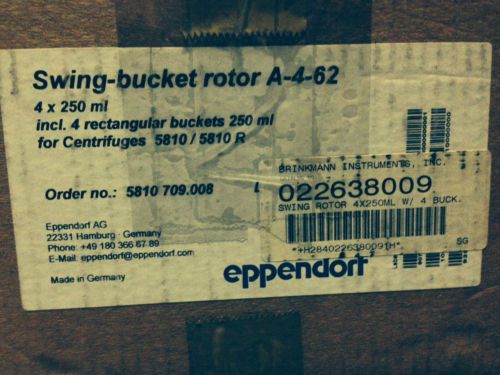 Swing-bucket rotor A-4-62
4 x 250 ml
incl. 4 rectangular buckets 250 ml
for Centrifuges 5810 / 5810 R
Order no.: 5810 709.008
Eppendorf AG
22331 Hamburg · Germany
Phone: +49 180 366 67 89
E-Mail: eppendorf@eppendorf.com
Made in Germany
BRINKMANN INSTRUMENTS, INC.
022638009
SWING ROTOR 4X250ML W/ 4 BUCK.
*+H2840226380091H*
SG
eppendorf